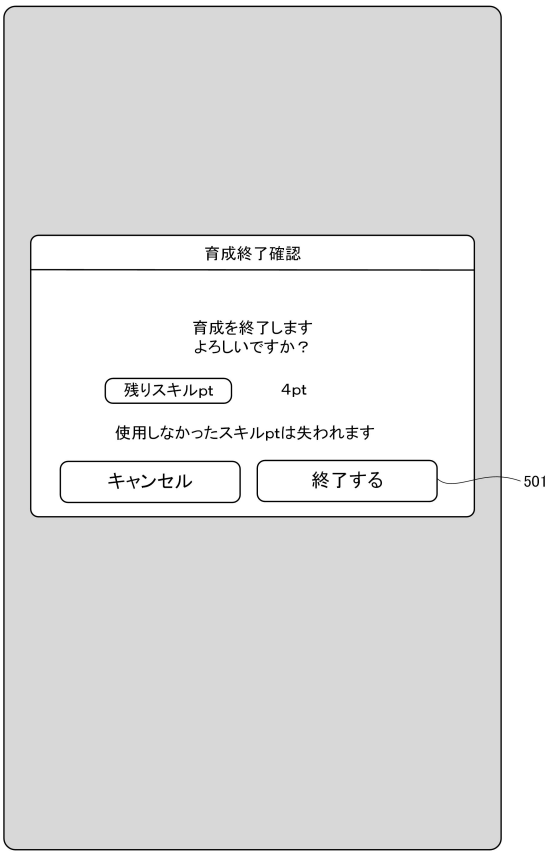 育成終了確認
育成を終了します
よろしいですか？
残りスキルpt 4pt
使用しなかったスキルptは失われます
キャンセル 終了する
501